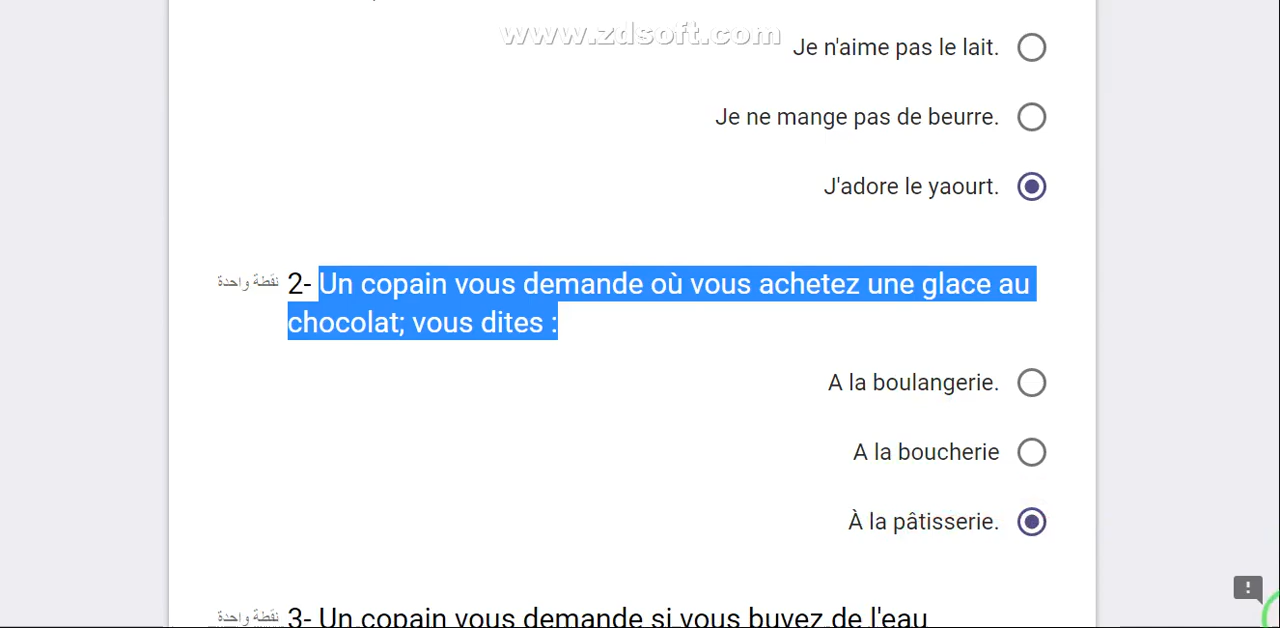 www.zdsoft.com
Je n'aime pas le lait.
Je ne mange pas de beurre.
J'adore le yaourt.
نقطة واحدة
2- Un copain vous demande où vous achetez une glace au
chocolat; vous dites :
A la boulangerie.
A la boucherie
À la pâtisserie.
نقطة واحدة
3- Un copain vous demande si vous buvez de l'eau